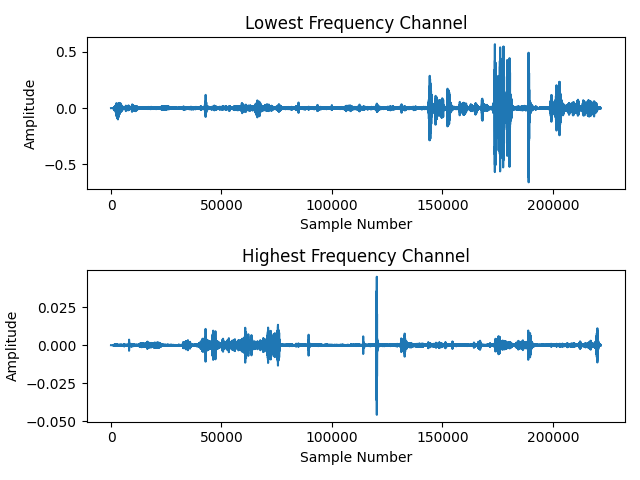 Lowest Frequency Channel
0.5
0.0
−0.5
Amplitude
0 50000 100000 150000 200000
Sample Number
Highest Frequency Channel
0.025
0.000
−0.025
−0.050
Amplitude
0 50000 100000 150000 200000
Sample Number